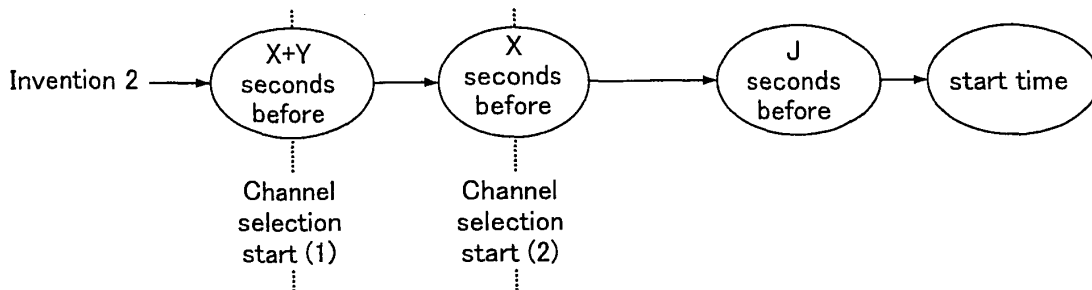 Invention 2
X+Y
seconds
before
X
seconds
before
J
seconds
before
start time
Channel
selection
start (1)
Channel
selection
start (2)